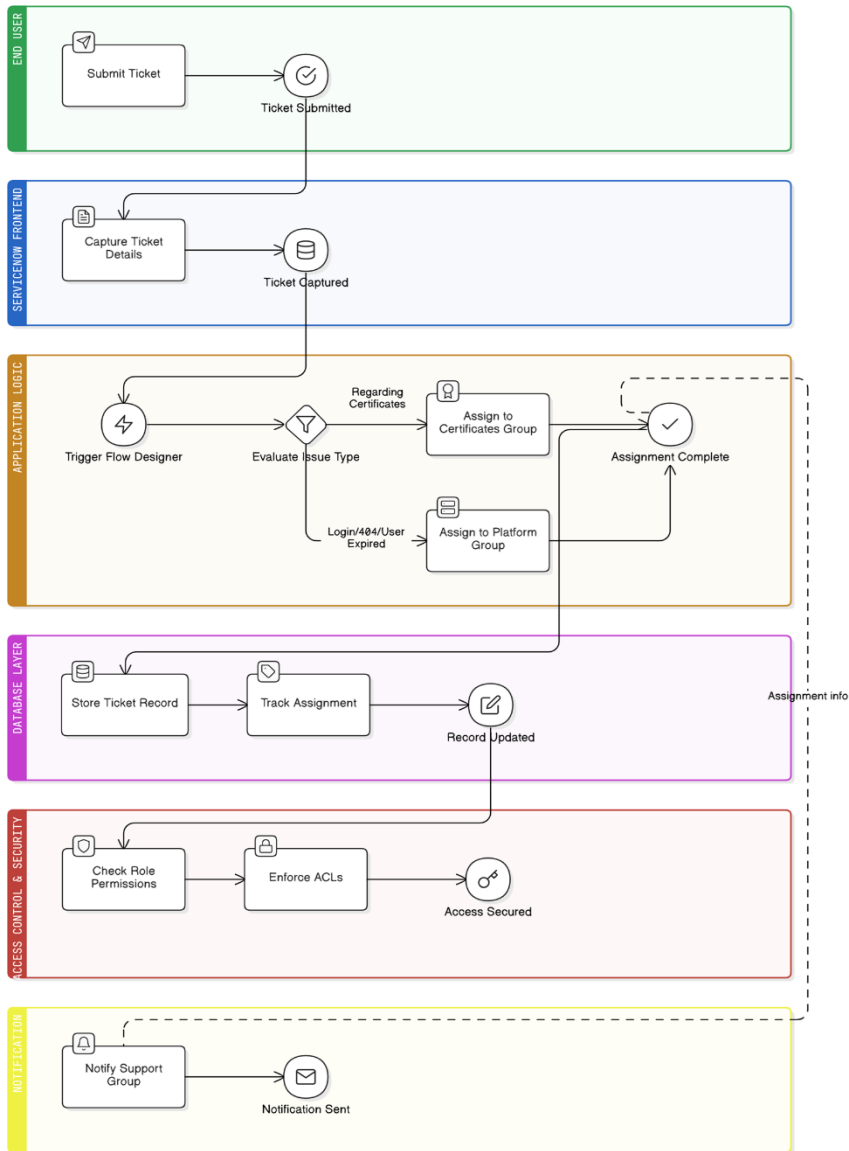 END USER
Submit Ticket
Ticket Submitted
SERVICENOW FRONTEND
Capture Ticket
Details
Ticket Captured
APPLICATION LOGIC
Trigger Flow Designer
Evaluate Issue Type
Regarding
Certificates
Assign to
Certificates Group
Assignment Complete
Login/404/User
Expired
Assign to Platform
Group
DATABASE LAYER
Store Ticket Record
Track Assignment
Record Updated
Assignment info
ACCESS CONTROL & SECURITY
Check Role
Permissions
Enforce ACLs
Access Secured
NOTIFICATION
Notify Support
Group
Notification Sent